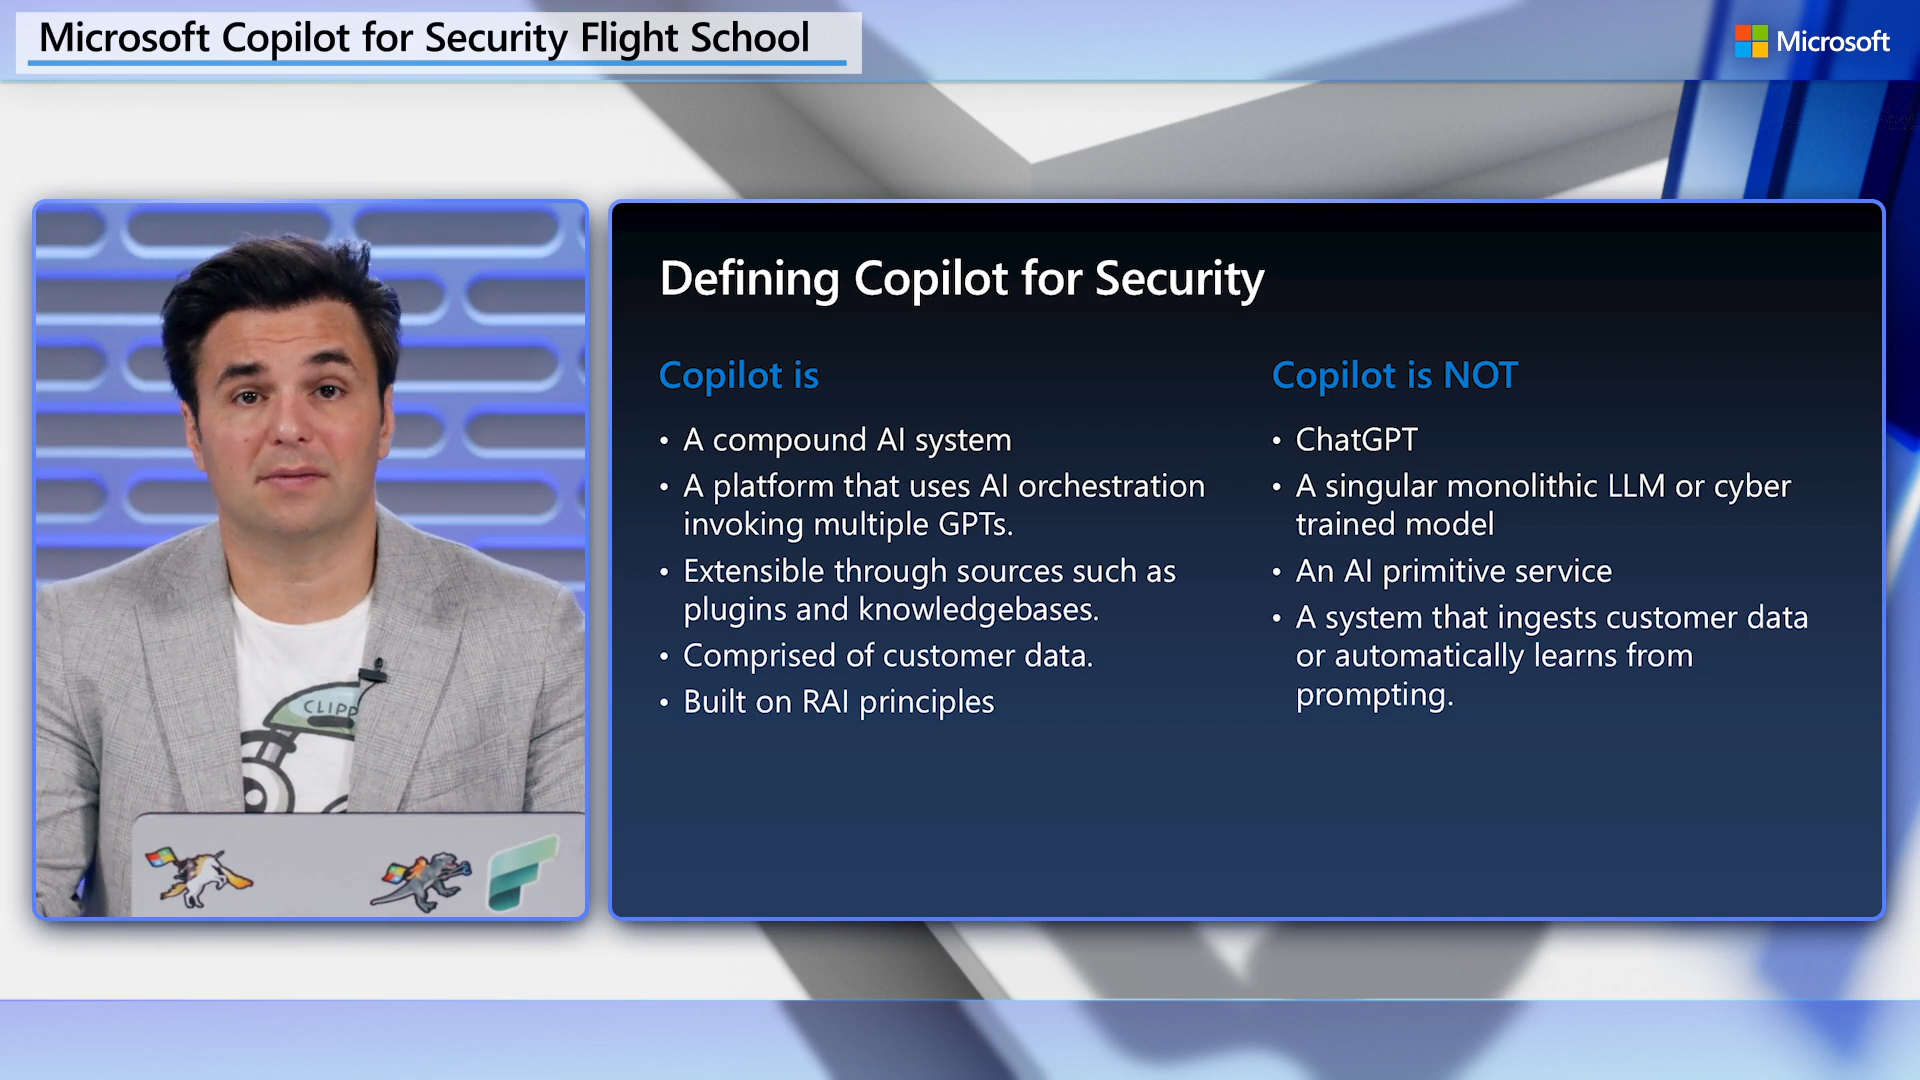 Microsoft Copilot for Security Flight School
Microsoft
Defining Copilot for Security
Copilot is
• A compound AI system
• A platform that uses AI orchestration
invoking multiple GPTs.
• Extensible through sources such as
plugins and knowledgebases.
• Comprised of customer data.
• Built on RAI principles
Copilot is NOT
• ChatGPT
• A singular monolithic LLM or cyber
trained model
• An AI primitive service
• A system that ingests customer data
or automatically learns from
prompting.
CLIPP